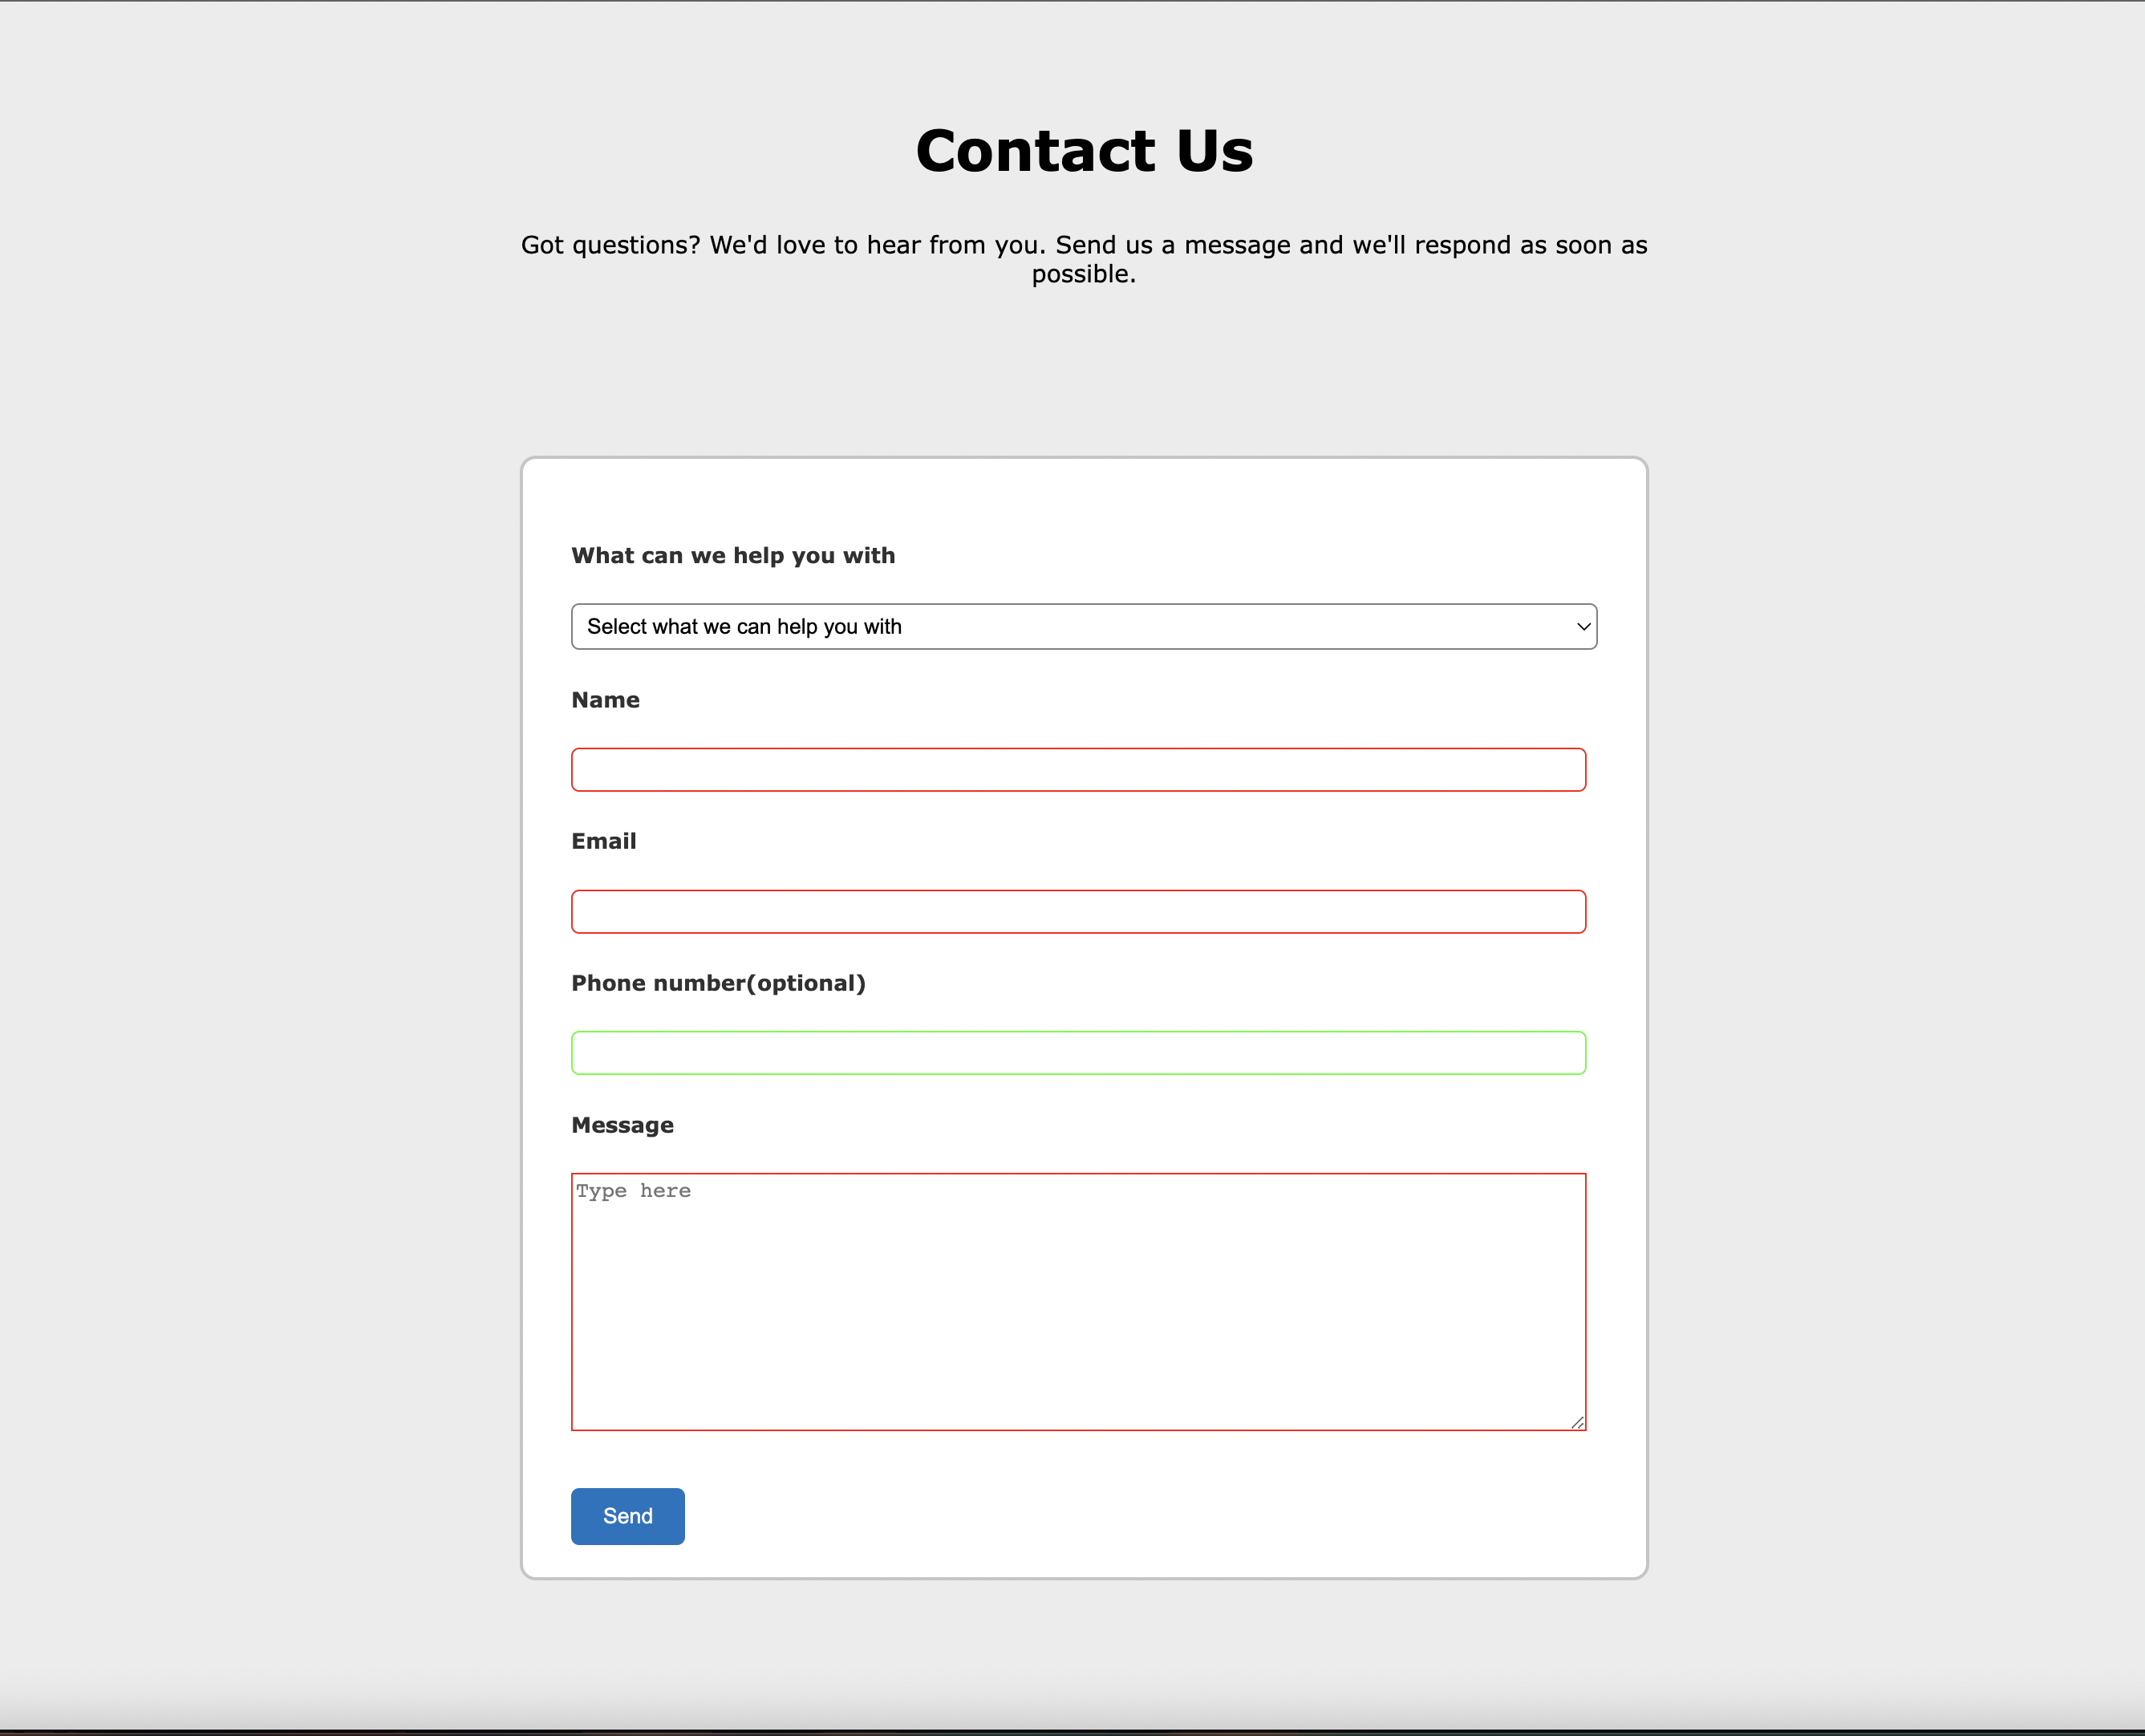 Contact Us
Got questions? We'd love to hear from you. Send us a message and we'll respond as soon as
possible.
What can we help you with
Select what we can help you with
Name
Email
Phone number(optional)
Message
Type here
Send